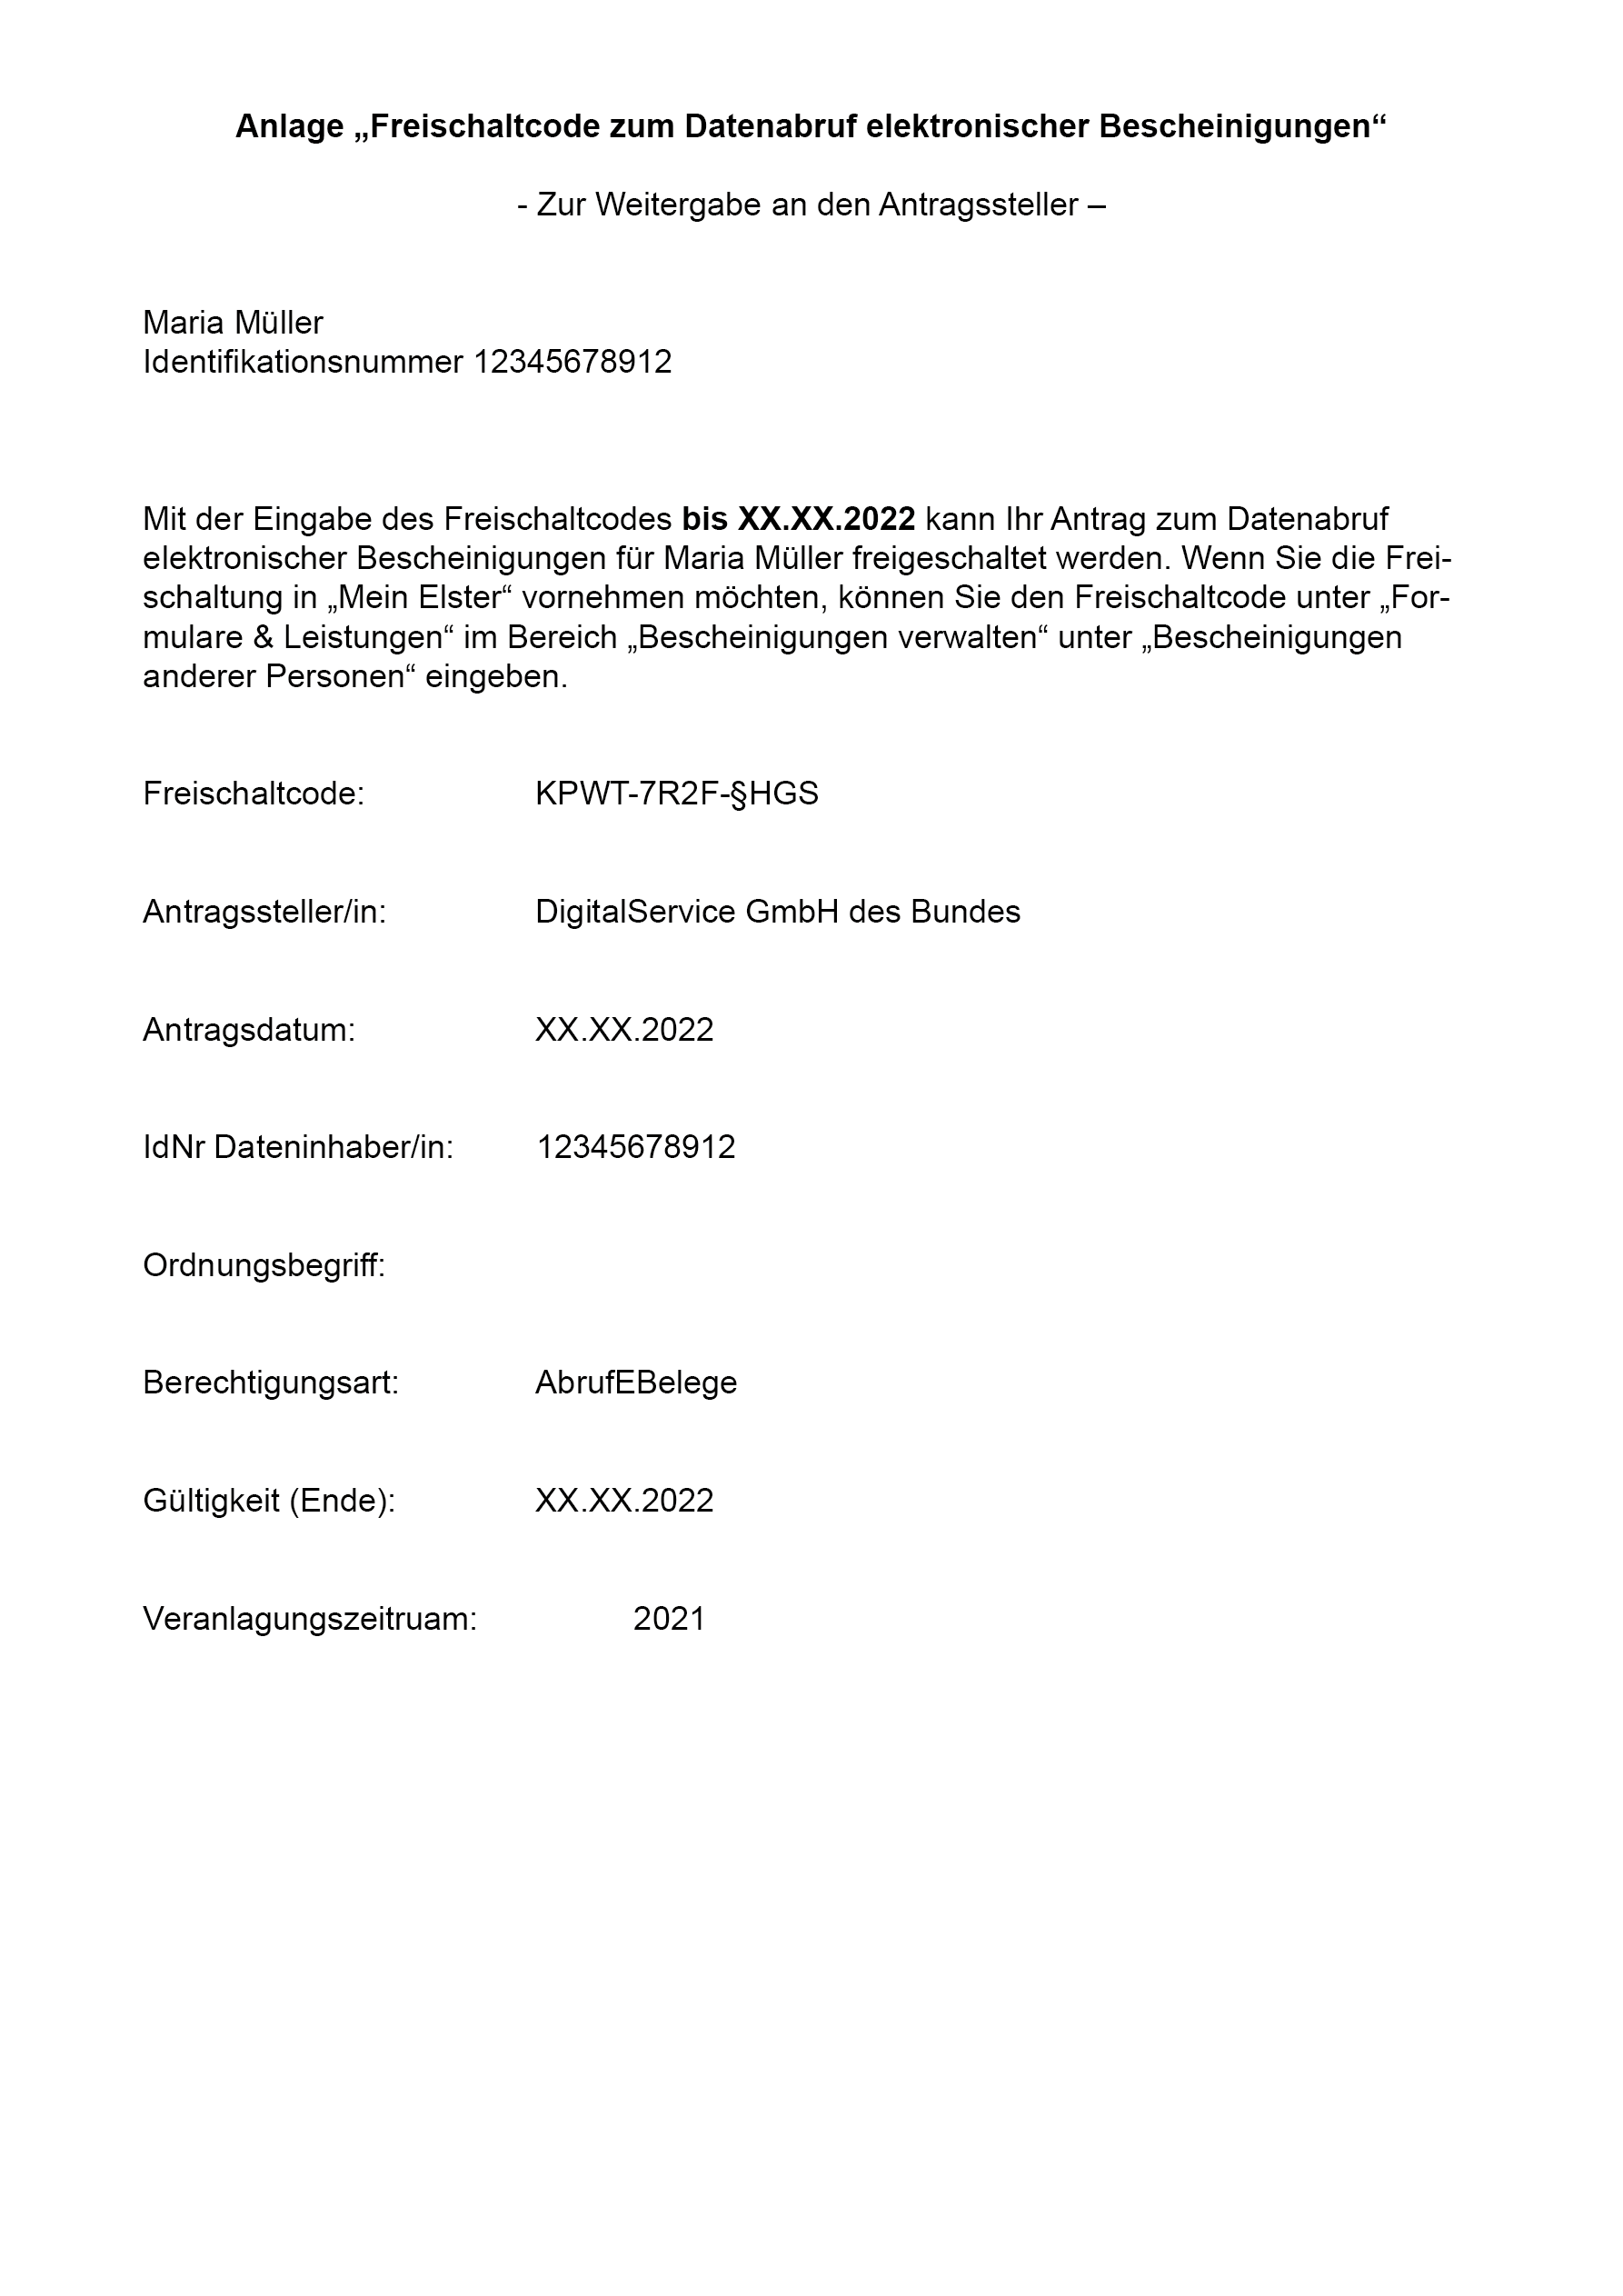 Anlage „Freischaltcode zum Datenabruf elektronischer Bescheinigungen“
- Zur Weitergabe an den Antragssteller –
Maria Müller
Identifikationsnummer 12345678912
Mit der Eingabe des Freischaltcodes bis XX.XX.2022 kann Ihr Antrag zum Datenabruf
elektronischer Bescheinigungen für Maria Müller freigeschaltet werden. Wenn Sie die Frei-
schaltung in „Mein Elster“ vornehmen möchten, können Sie den Freischaltcode unter „For-
mulare & Leistungen“ im Bereich „Bescheinigungen verwalten“ unter „Bescheinigungen
anderer Personen“ eingeben.
Freischaltcode: KPWT-7R2F-§HGS
Antragssteller/in: DigitalService GmbH des Bundes
Antragsdatum: XX.XX.2022
IdNr Dateninhaber/in: 12345678912
Ordnungsbegriff:
Berechtigungsart: AbrufEBelege
Gültigkeit (Ende): XX.XX.2022
Veranlagungszeitruam: 2021